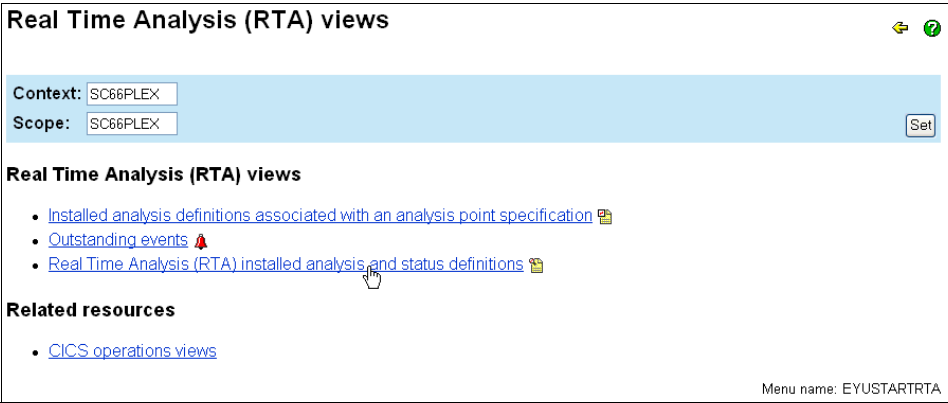 Real Time Analysis (RTA) views
Context: SC66PLEX
Scope: SC66PLEX
Set
Real Time Analysis (RTA) views
Installed analysis definitions associated with an analysis point specification
Outstanding events
Real Time Analysis (RTA) installed analysis and status definitions
Related resources
CICS operations views
Menu name: EYUSTARTRTA